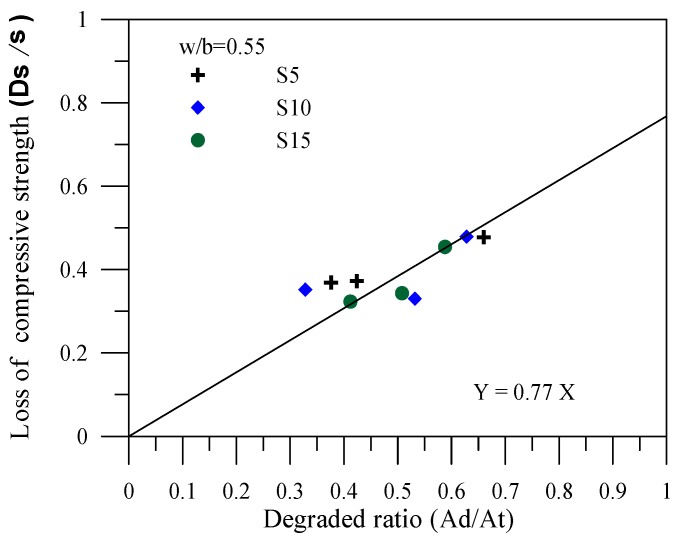 Loss of compressive strength (Ds /s)
1
0.8
0.6
0.4
0.2
0
w/b=0.55
S5
S10
S15
Y = 0.77 X
0 0.1 0.2 0.3 0.4 0.5 0.6 0.7 0.8 0.9 1
Degraded ratio (Ad/At)